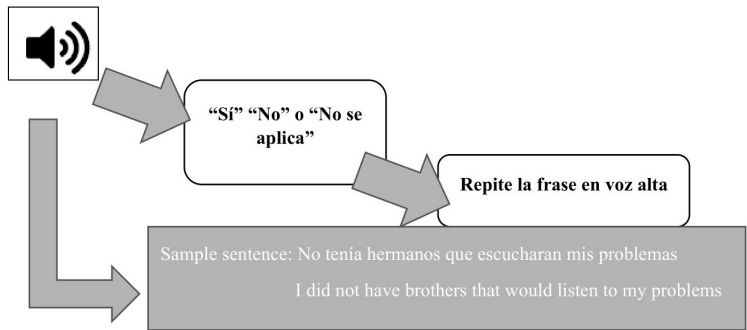 “Sí” “No” o “No se
aplica”
Repite la frase en voz alta
Sample sentence: No tenía hermanos que escucharan mis problemas
I did not have brothers that would listen to my problems